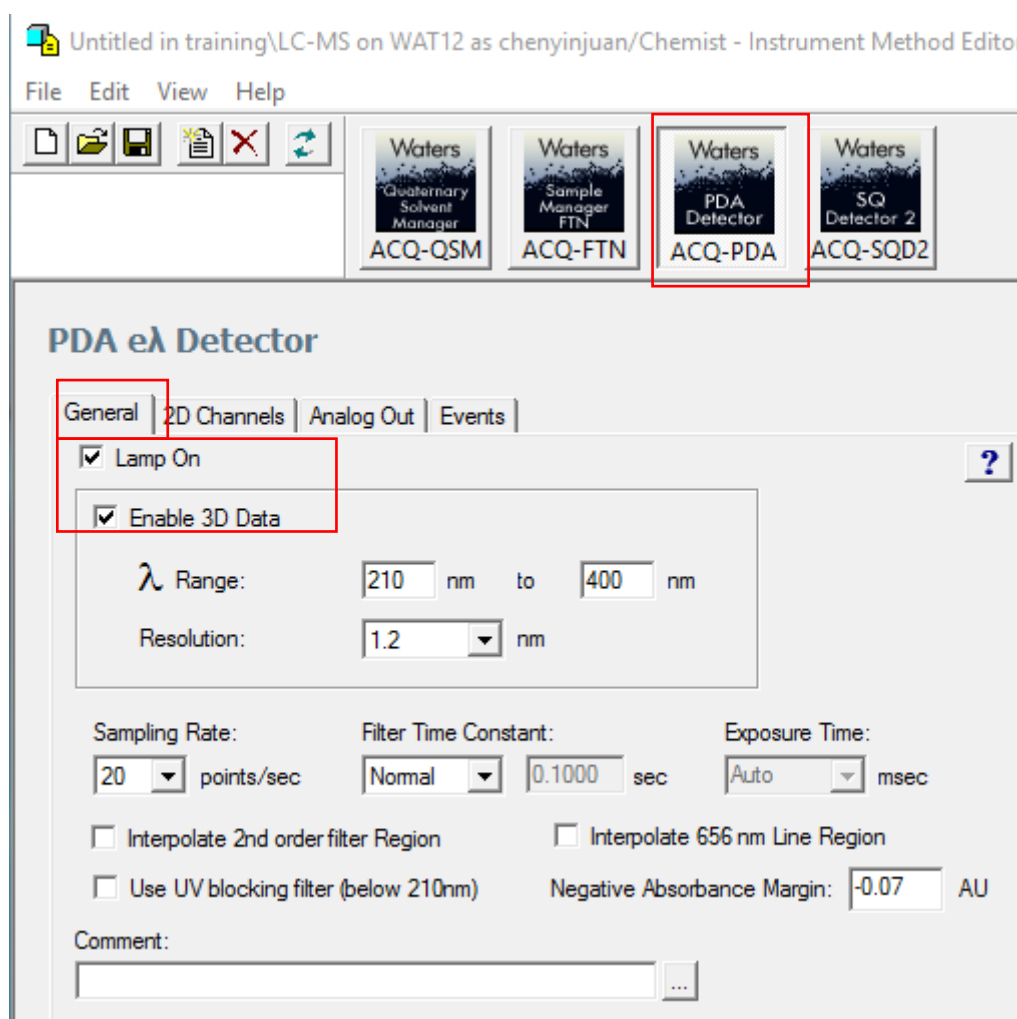 Untitled in training\LC-MS on WAT12 as chenyinjuan/Chemist - Instrument Method Editor
File Edit View Help
Waters
Quaternary
Solvent
Manager
ACQ-QSM
Waters
Sample
Manager
FTN
ACQ-FTN
Waters
PDA
Detector
ACQ-PDA
Waters
SQ
Detector 2
ACQ-SQD2
PDA eλ Detector
General 2D Channels Analog Out Events
Lamp On
?
Enable 3D Data
λ Range: 210 nm to 400 nm
Resolution: 1.2 nm
Sampling Rate: Filter Time Constant: Exposure Time:
20 points/sec Normal 0.1000 sec Auto msec
Interpolate 2nd order filter Region Interpolate 656 nm Line Region
Use UV blocking filter (below 210nm) Negative Absorbance Margin: -0.07 AU
Comment:
...